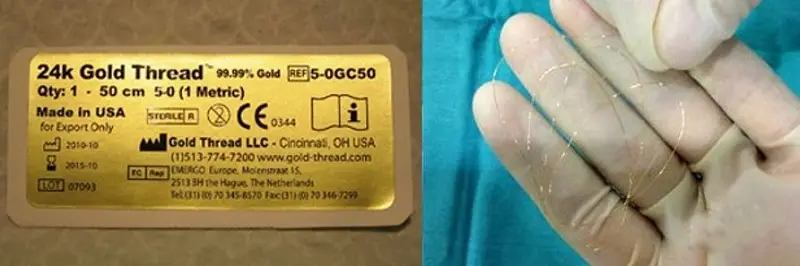 24k Gold Thread™ 99.99% Gold REF 5-0GC50
Qty: 1 - 50 cm 5-0 (1 Metric)
Made in USA STERILE R 2 CE 0344 i
for Export Only
2010-10 Gold Thread LLC - Cincinnati, OH USA
(1)513-774-7200 www.gold-thread.com
2015-10 EC Rep EMERGO Europe, Molenstraat 15,
2513 BH the Hague, The Netherlands
LOT 07093 Tel: (31) (0) 70 345-8570 Fax: (31) (0) 70 346-7299